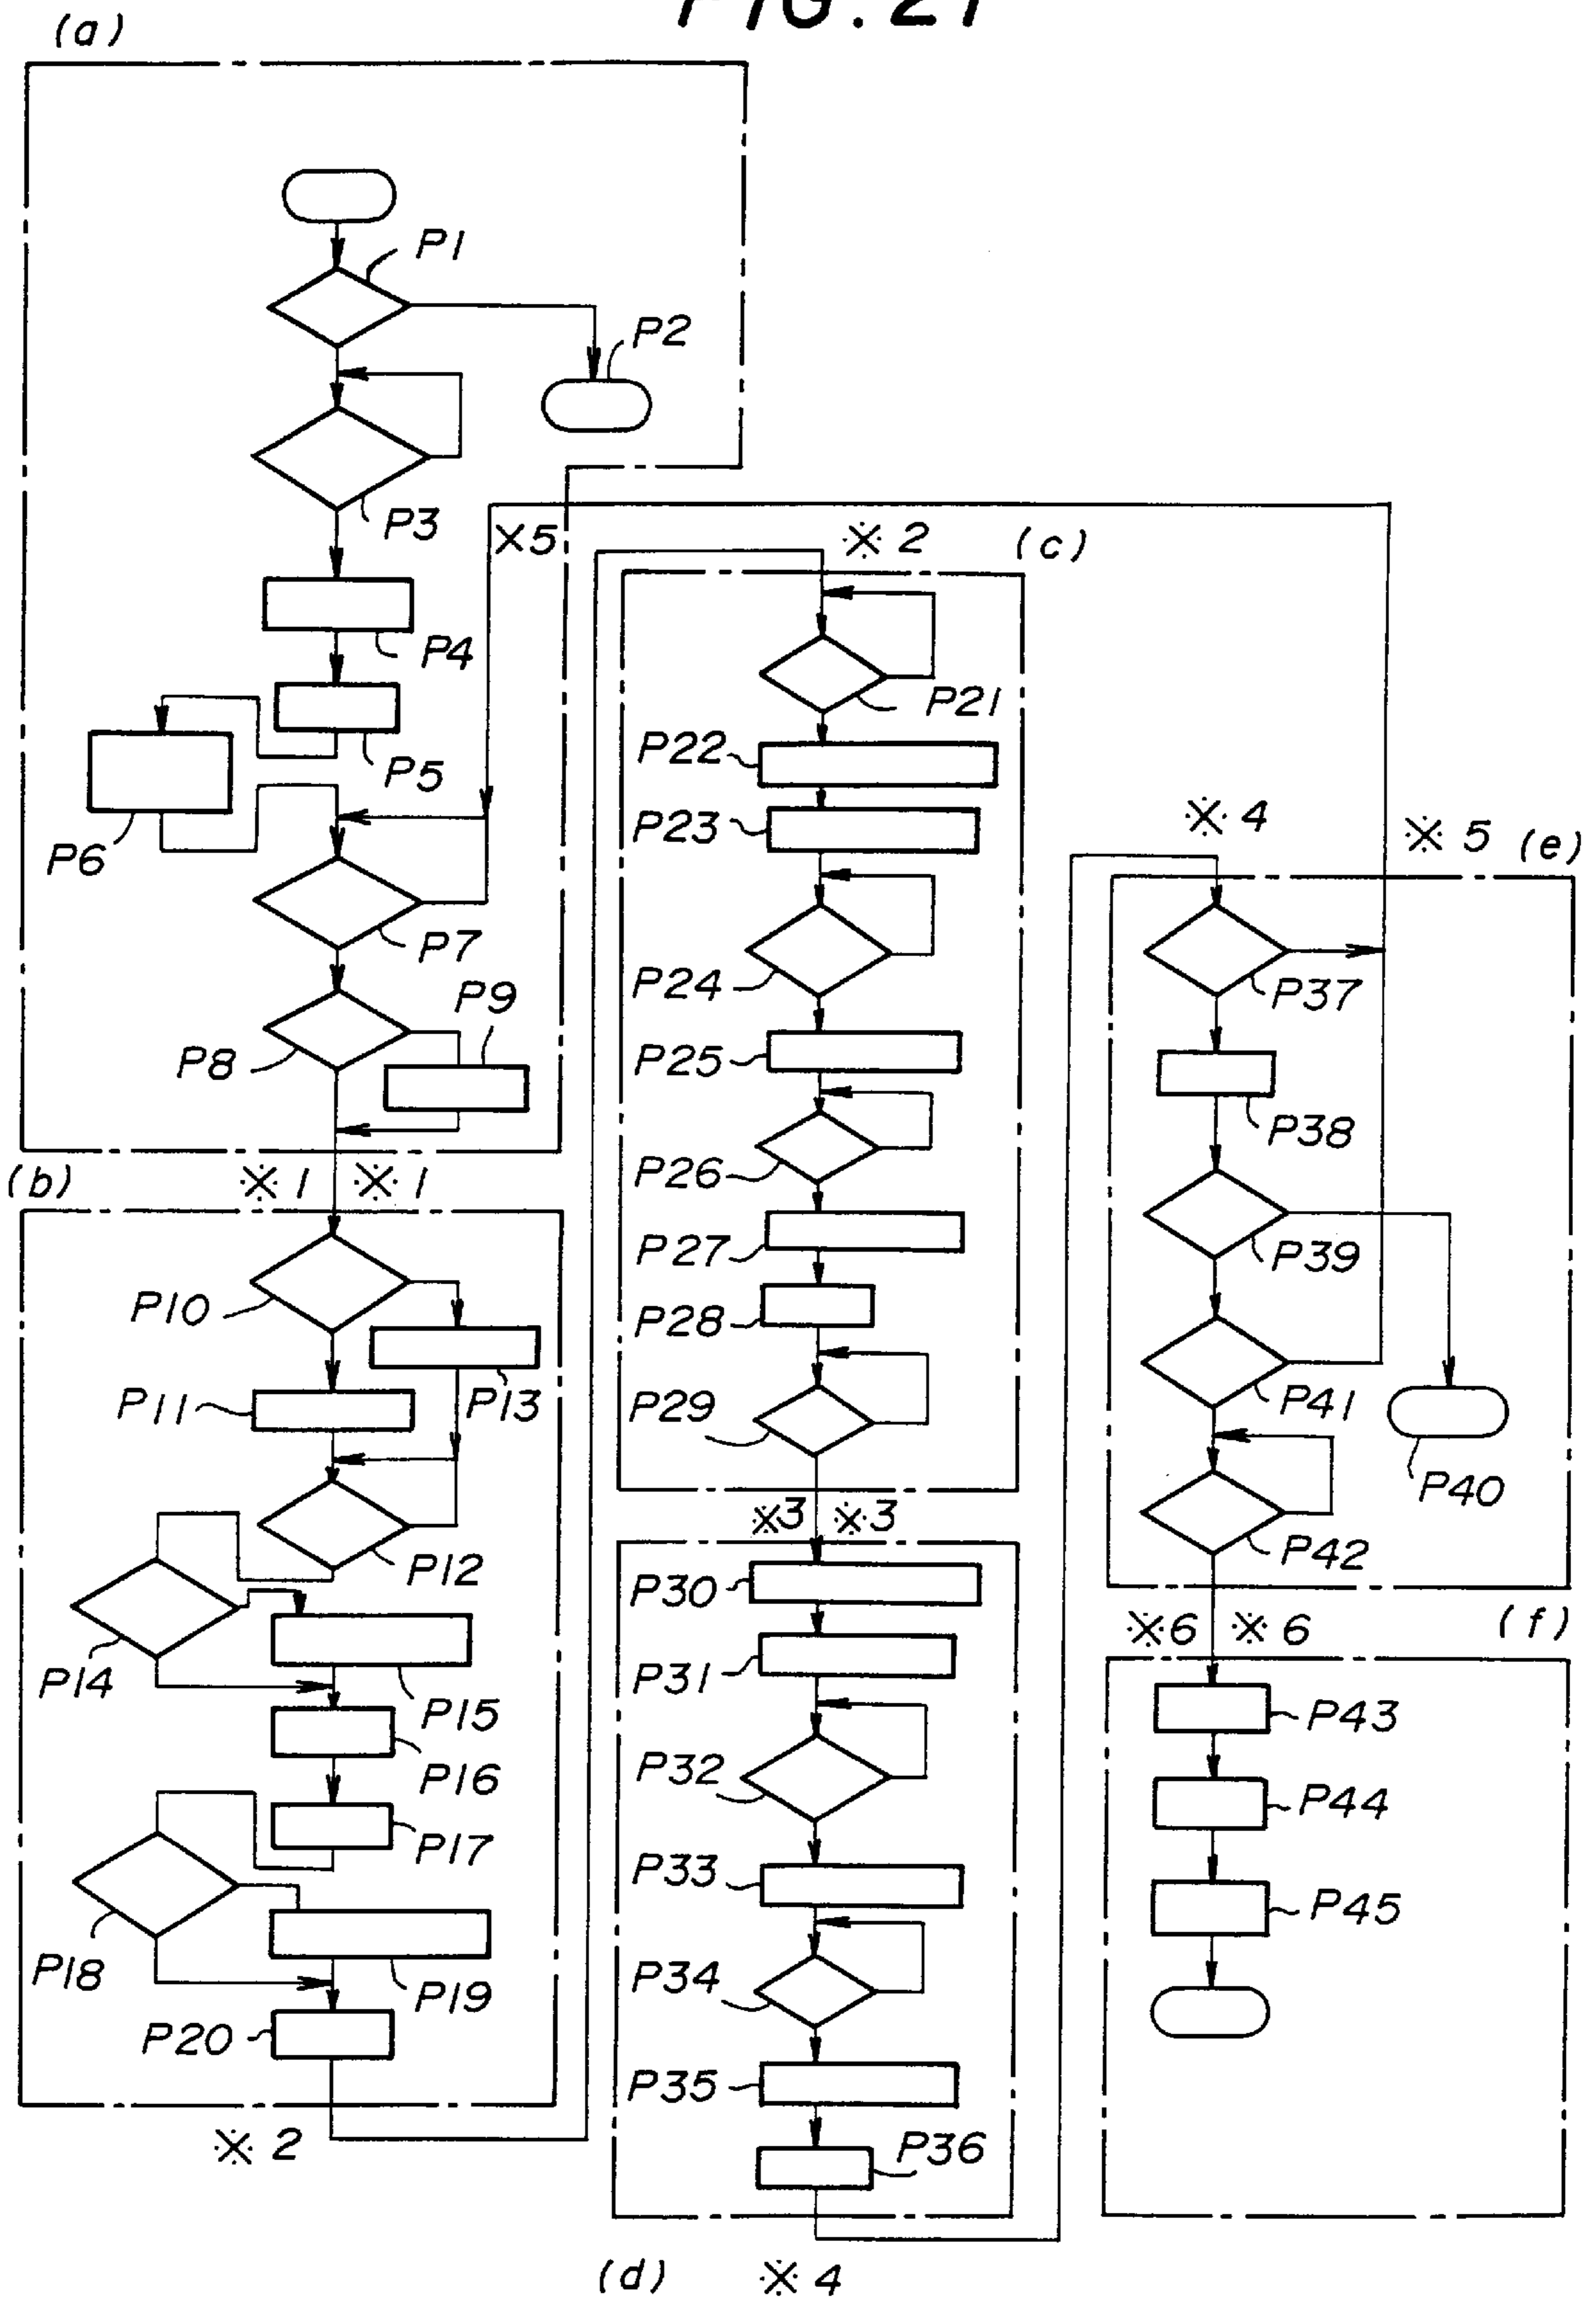 FIG. 21
(a)
P1
P2
P3
※5
P4
P5
P6
P7
P8
P9
(b)
※1
※1
P10
P11
P13
P12
P14
P15
P16
P17
P18
P19
P20
※2
※2
(c)
P21
P22
P23
P24
P25
P26
P27
P28
P29
※3
※3
P30
P31
P32
P33
P34
P35
P36
(d)
※4
※4
※5
(e)
P37
P38
P39
P41
P40
P42
※6
※6
(f)
P43
P44
P45